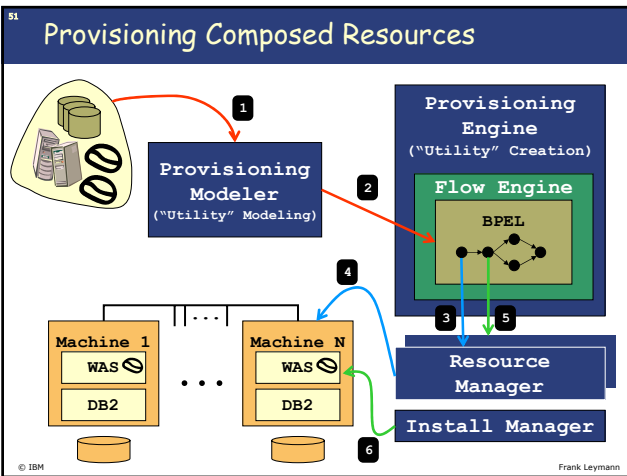 51
Provisioning Composed Resources
1
Provisioning
Modeler
("Utility" Modeling)
2
Provisioning
Engine
("Utility" Creation)
Flow Engine
BPEL
3
5
4
...
Machine 1
WAS
DB2
...
Machine N
WAS
DB2
Resource
Manager
Install Manager
6
© IBM
Frank Leymann